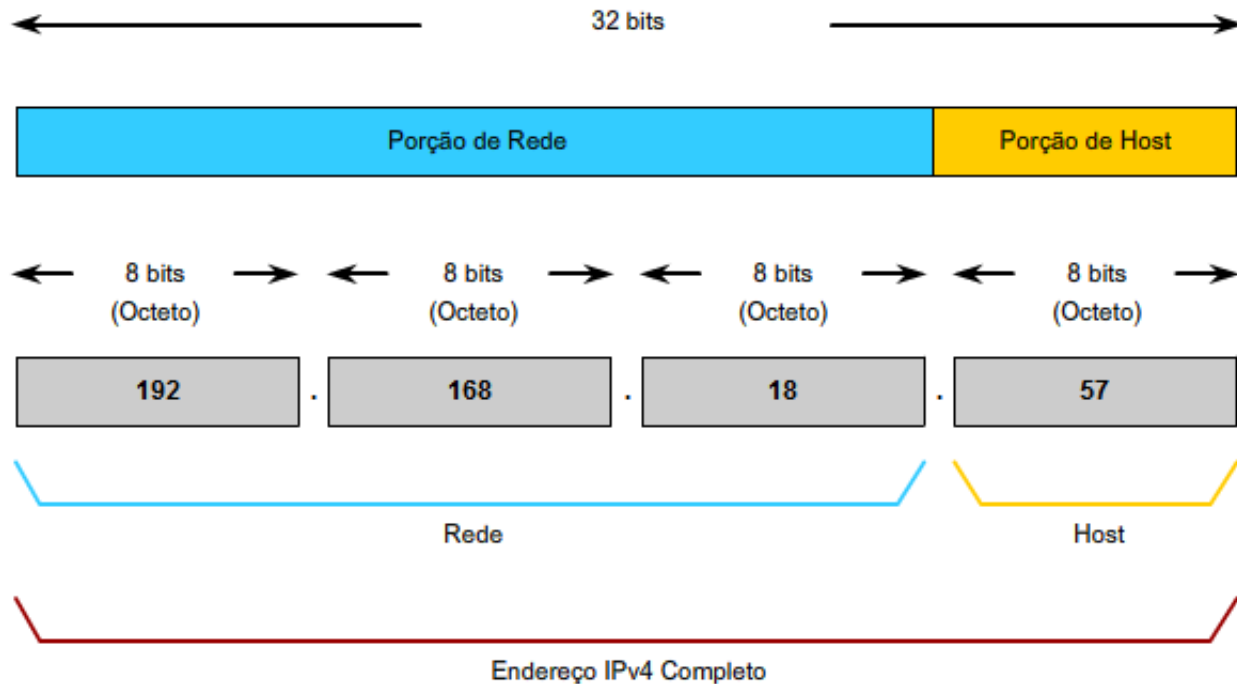 32 bits
Porção de Rede Porção de Host
8 bits 8 bits 8 bits 8 bits
(Octeto) (Octeto) (Octeto) (Octeto)
192 . 168 . 18 . 57
Rede Host
Endereço IPv4 Completo